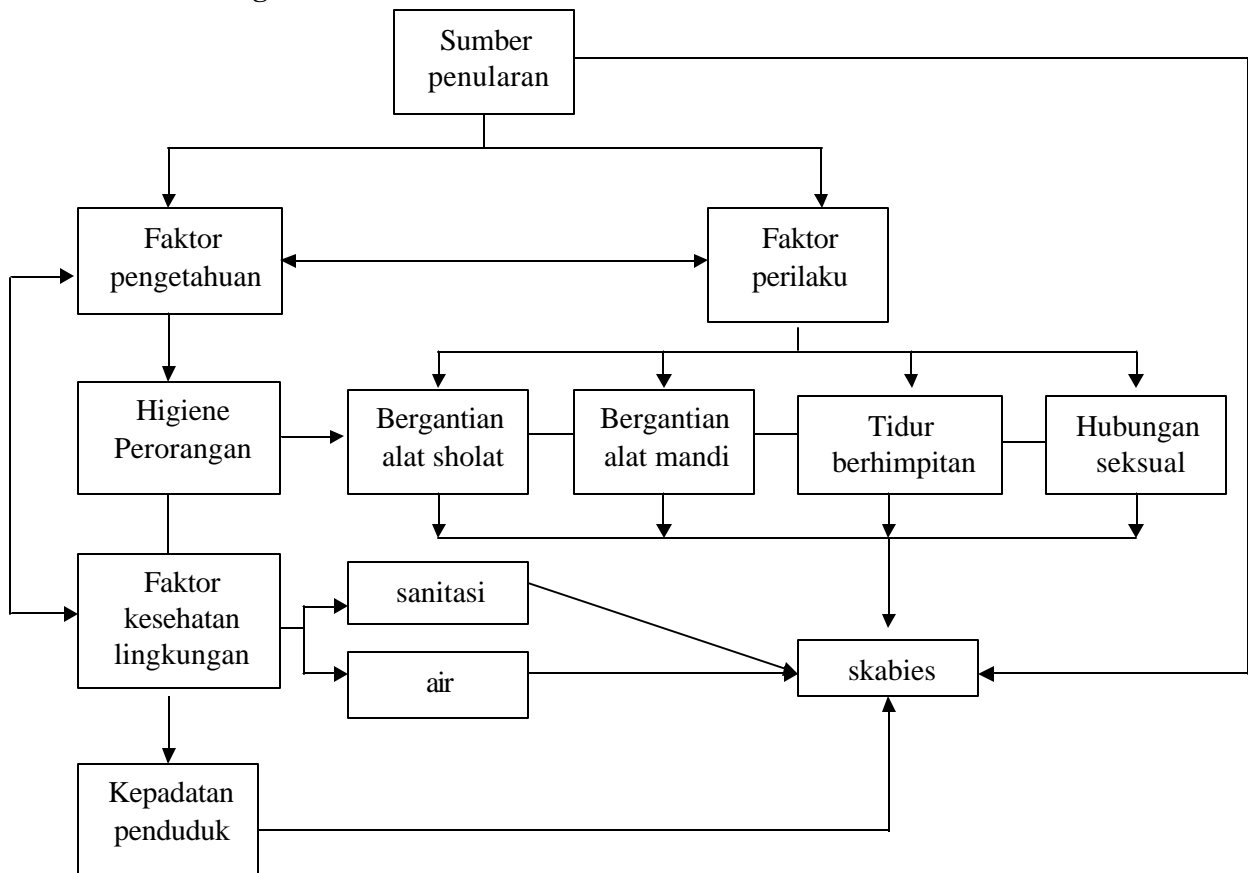 Sumber
penularan
Faktor
pengetahuan
Faktor
perilaku
Higiene
Perorangan
Bergantian
alat sholat
Bergantian
alat mandi
Tidur
berhimpitan
Hubungan
seksual
Faktor
kesehatan
lingkungan
sanitasi
air
skabies
Kepadatan
penduduk